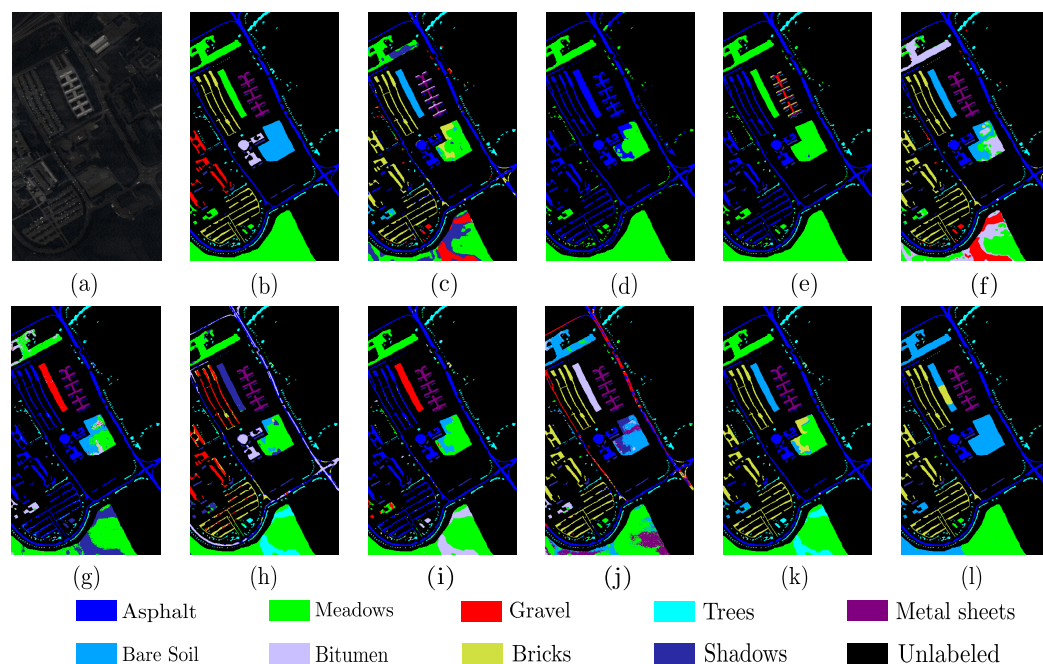 (a) (b) (c) (d) (e) (f)
(g) (h) (i) (j) (k) (l)
Asphalt Meadows Gravel Trees Metal sheets
Bare Soil Bitumen Bricks Shadows Unlabeled